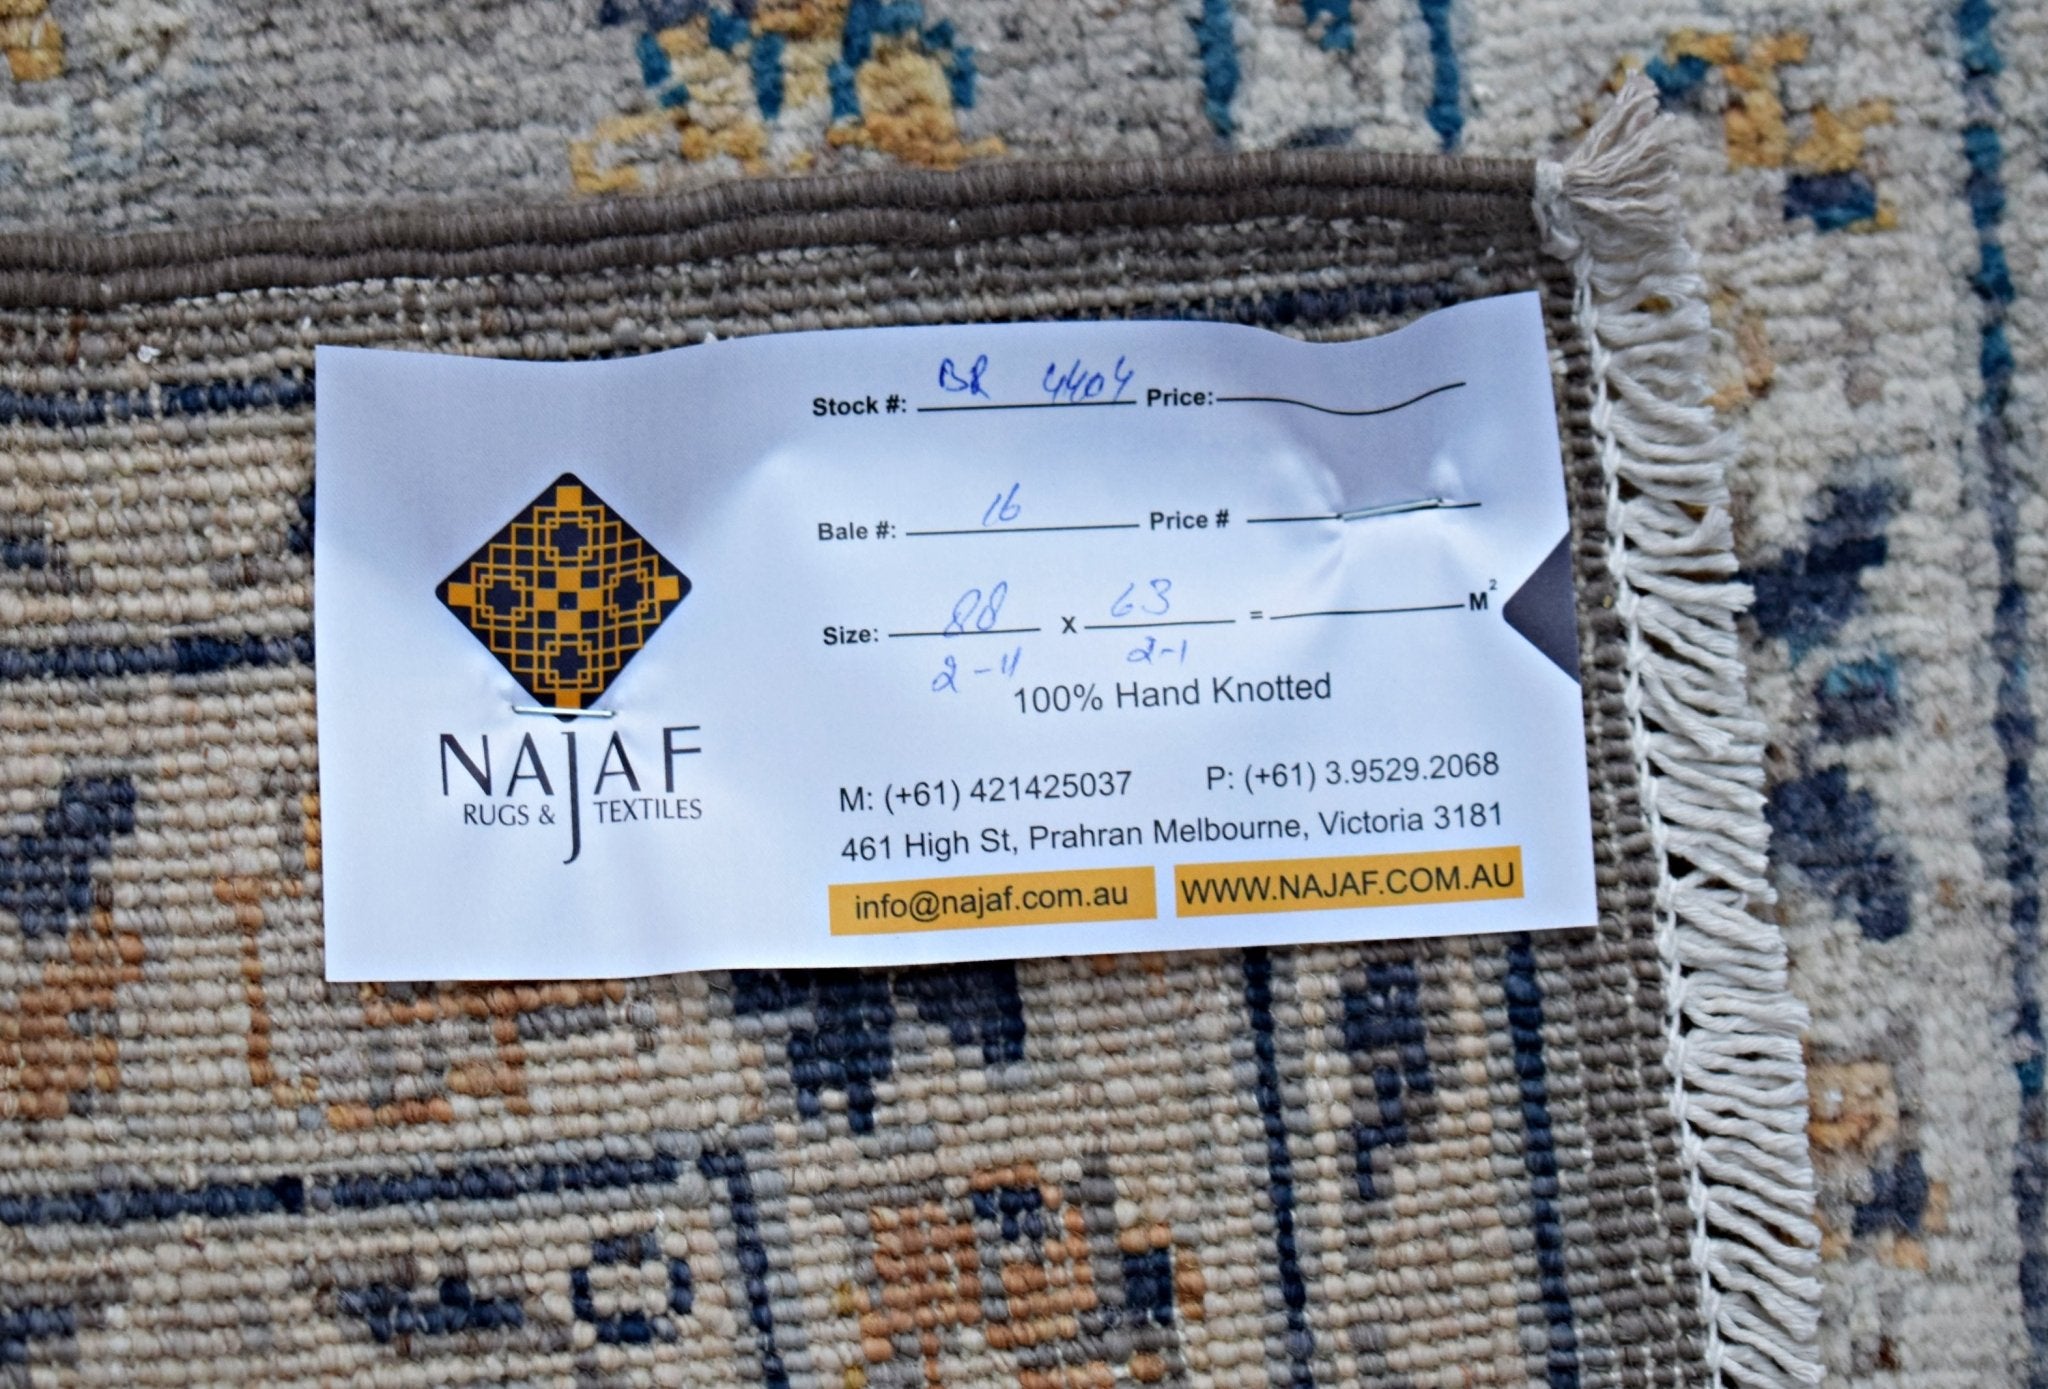 Stock #: BR 4404 Price:
Bale #: 16 Price #
Size: 88 x 63 = M²
2-11 2-1
100% Hand Knotted
NAJAF
RUGS & TEXTILES
M: (+61) 421425037 P: (+61) 3.9529.2068
461 High St, Prahran Melbourne, Victoria 3181
info@najaf.com.au WWW.NAJAF.COM.AU